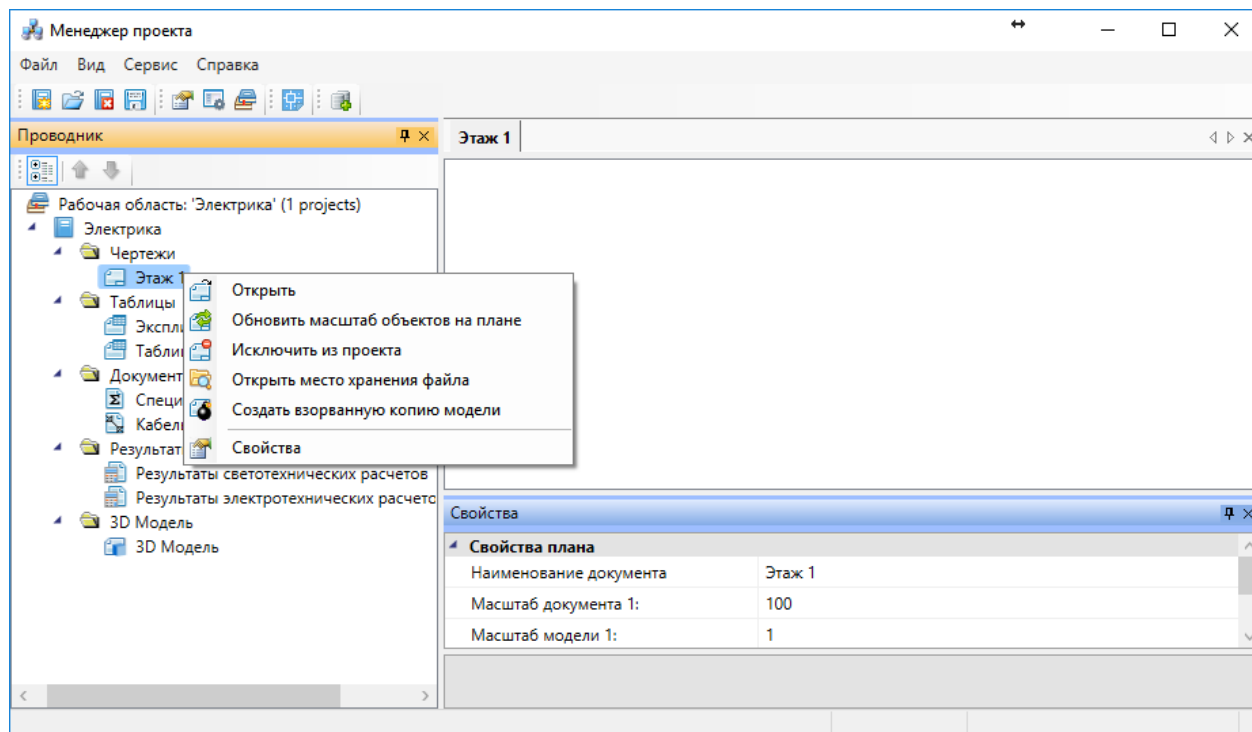 Менеджер проекта
Файл Вид Сервис Справка
Проводник
Этаж 1
Рабочая область: 'Электрика' (1 projects)
Электрика
Чертежи
Этаж 1
Открыть
Таблицы
Обновить масштаб объектов на плане
Исключить из проекта
Открыть место хранения файла
Создать взорванную копию модели
Свойства
Результаты светотехнических расчетов
Результаты электротехнических расчето
3D Модель
3D Модель
Свойства
Свойства плана
Наименование документа Этаж 1
Масштаб документа 1: 100
Масштаб модели 1: 1